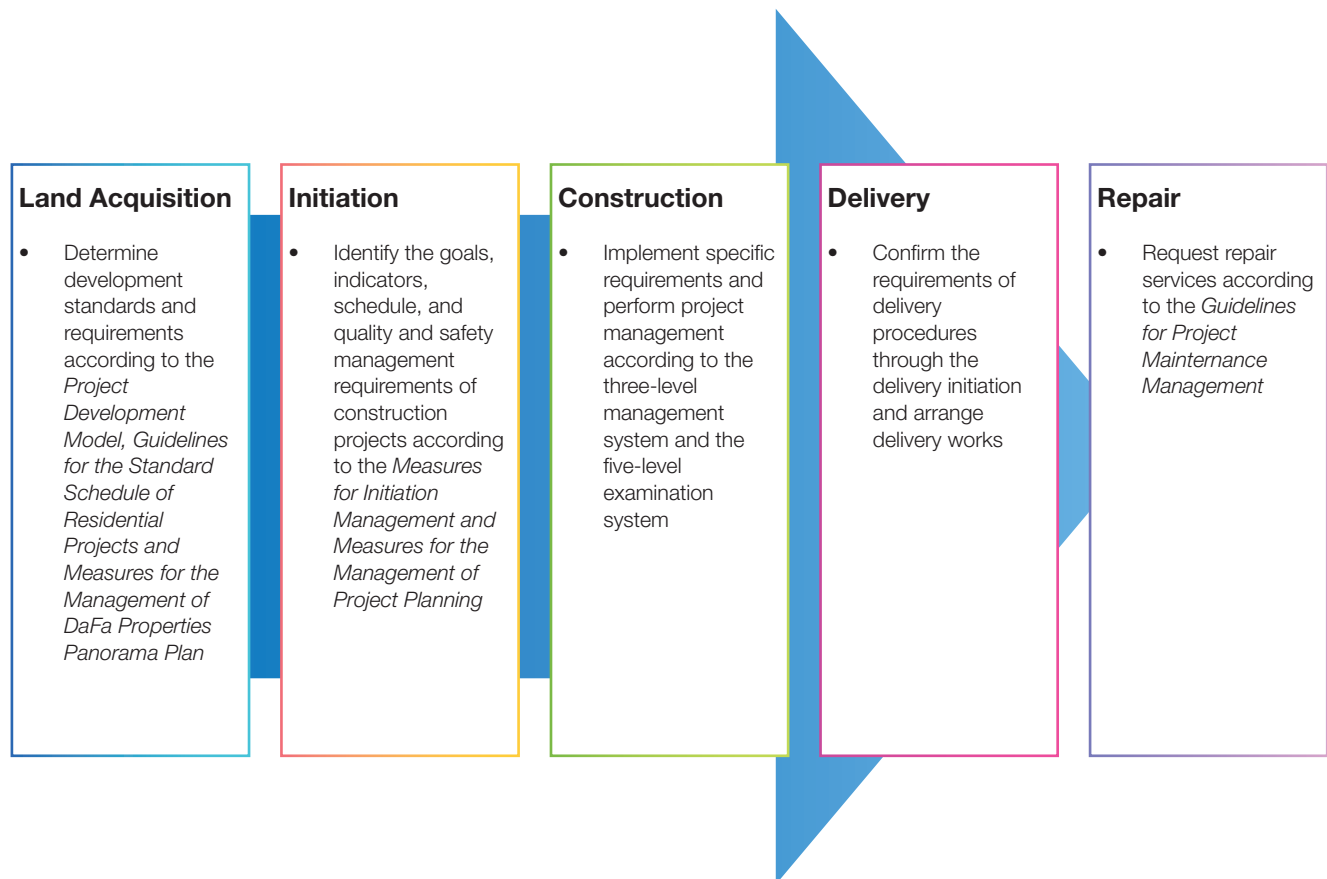 Land Acquisition
• Determine
development
standards and
requirements
according to the
Project
Development
Model, Guidelines
for the Standard
Schedule of
Residential
Projects and
Measures for the
Management of
DaFa Properties
Panorama Plan
Initiation
• Identify the goals,
indicators,
schedule, and
quality and safety
management
requirements of
construction
projects according
to the Measures
for Initiation
Management and
Measures for the
Management of
Project Planning
Construction
• Implement specific
requirements and
perform project
management
according to the
three-level
management
system and the
five-level
examination
system
Delivery
• Confirm the
requirements of
delivery
procedures
through the
delivery initiation
and arrange
delivery works
Repair
• Request repair
services according
to the Guidelines
for Project
Mainternance
Management